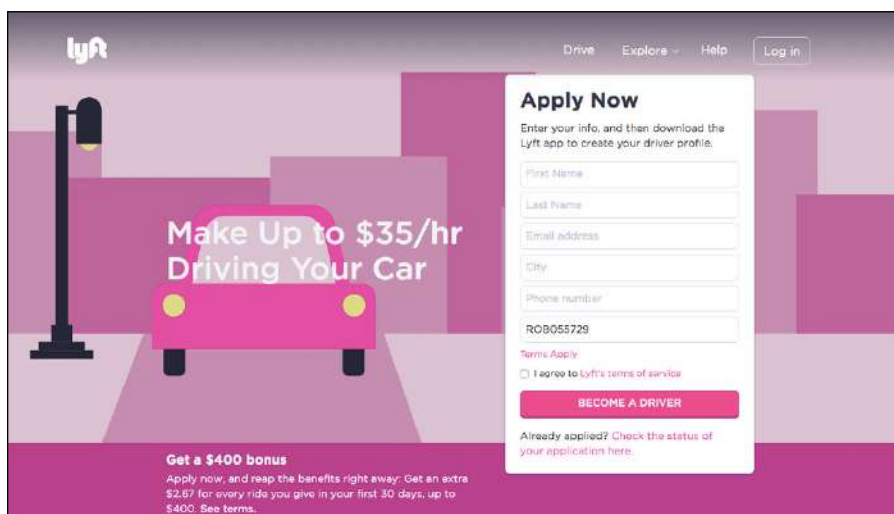 lyft
Drive Explore Help Log in
Make Up to $35/hr
Driving Your Car
Apply Now
Enter your info, and then download the
Lyft app to create your driver profile.
First Name
Last Name
Email address
City
Phone number
ROB055729
Terms Apply
I agree to Lyft's terms of service
BECOME A DRIVER
Already applied? Check the status of
your application here.
Get a $400 bonus
Apply now, and reap the benefits right away: Get an extra
$2.67 for every ride you give in your first 30 days, up to
$400. See terms.